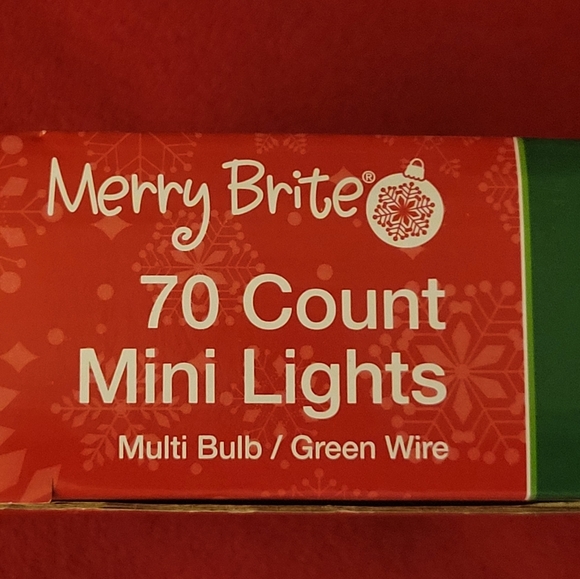 Merry Brite®
70 Count
Mini Lights
Multi Bulb / Green Wire